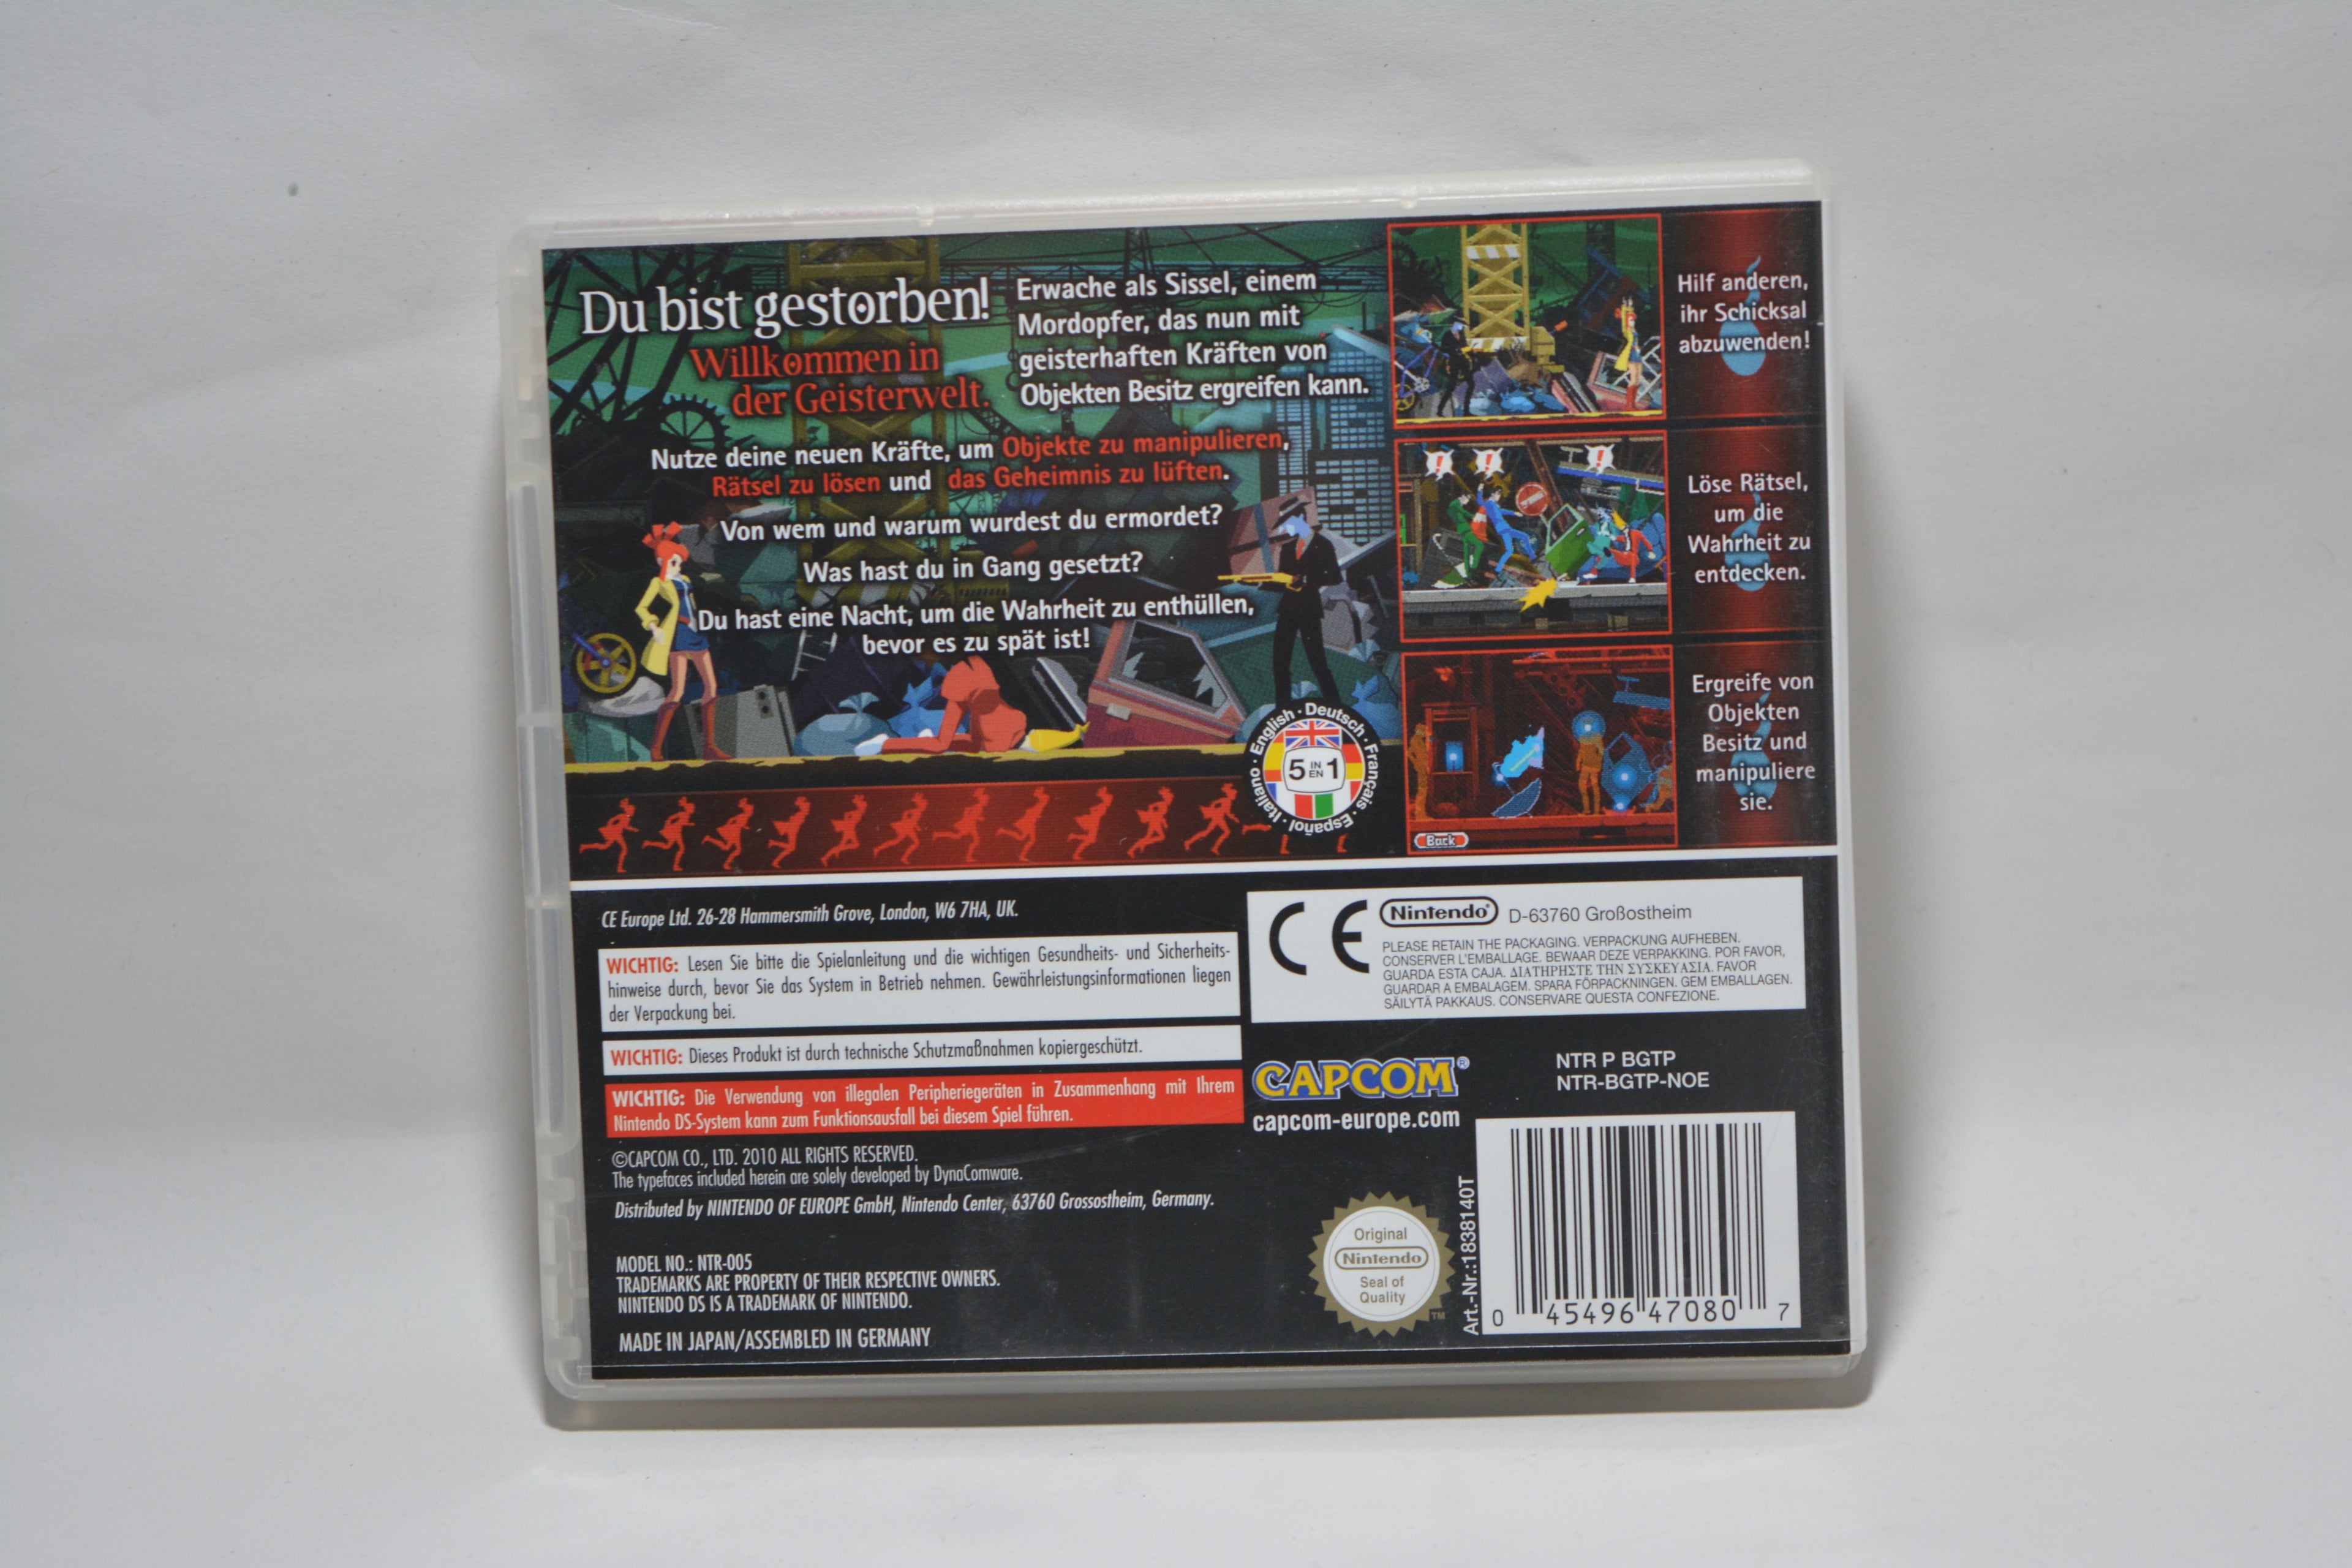 Du bist gestorben!
Willkommen in
der Geisterwelt.
Erwache als Sissel, einem
Mordopfer, das nun mit
geisterhaften Kräften von
Objekten Besitz ergreifen kann.
Nutze deine neuen Kräfte, um Objekte zu manipulieren,
Rätsel zu lösen und das Geheimnis zu lüften.
Von wem und warum wurdest du ermordet?
Was hast du in Gang gesetzt?
Du hast eine Nacht, um die Wahrheit zu enthüllen,
bevor es zu spät ist!
Hilf anderen,
ihr Schicksal
abzuwenden!
Löse Rätsel,
um die
Wahrheit zu
entdecken.
Ergreife von
Objekten
Besitz und
manipuliere
sie.
! ! !
Back
English · Deutsch · Français · Español · Italiano ·
5 IN EN 1
CE Europe Ltd. 26-28 Hammersmith Grove, London, W6 7HA, UK.
WICHTIG: Lesen Sie bitte die Spielanleitung und die wichtigen Gesundheits- und Sicherheits-
hinweise durch, bevor Sie das System in Betrieb nehmen. Gewährleistungsinformationen liegen
der Verpackung bei.
WICHTIG: Dieses Produkt ist durch technische Schutzmaßnahmen kopiergeschützt.
WICHTIG: Die Verwendung von illegalen Peripheriegeräten in Zusammenhang mit Ihrem
Nintendo DS-System kann zum Funktionsausfall bei diesem Spiel führen.
©CAPCOM CO., LTD. 2010 ALL RIGHTS RESERVED.
The typefaces included herein are solely developed by DynaComware.
Distributed by NINTENDO OF EUROPE GmbH, Nintendo Center, 63760 Grossostheim, Germany.
MODEL NO.: NTR-005
TRADEMARKS ARE PROPERTY OF THEIR RESPECTIVE OWNERS.
NINTENDO DS IS A TRADEMARK OF NINTENDO.
MADE IN JAPAN/ASSEMBLED IN GERMANY
CE
Nintendo® D-63760 Großostheim
PLEASE RETAIN THE PACKAGING. VERPACKUNG AUFHEBEN.
CONSERVER L'EMBALLAGE. BEWAAR DEZE VERPAKKING. POR FAVOR,
GUARDA ESTA CAJA. ΔΙΑΤΗΡΗΣΤΕ ΤΗΝ ΣΥΣΚΕΥΑΣΙΑ. FAVOR
GUARDAR A EMBALAGEM. SPARA FÖRPACKNINGEN. GEM EMBALLAGEN.
SÄILYTÄ PAKKAUS. CONSERVARE QUESTA CONFEZIONE.
CAPCOM®
capcom-europe.com
NTR P BGTP
NTR-BGTP-NOE
Original
Nintendo
Seal of
Quality
TM
Art.-Nr.:1838140T
0 45496 47080 7